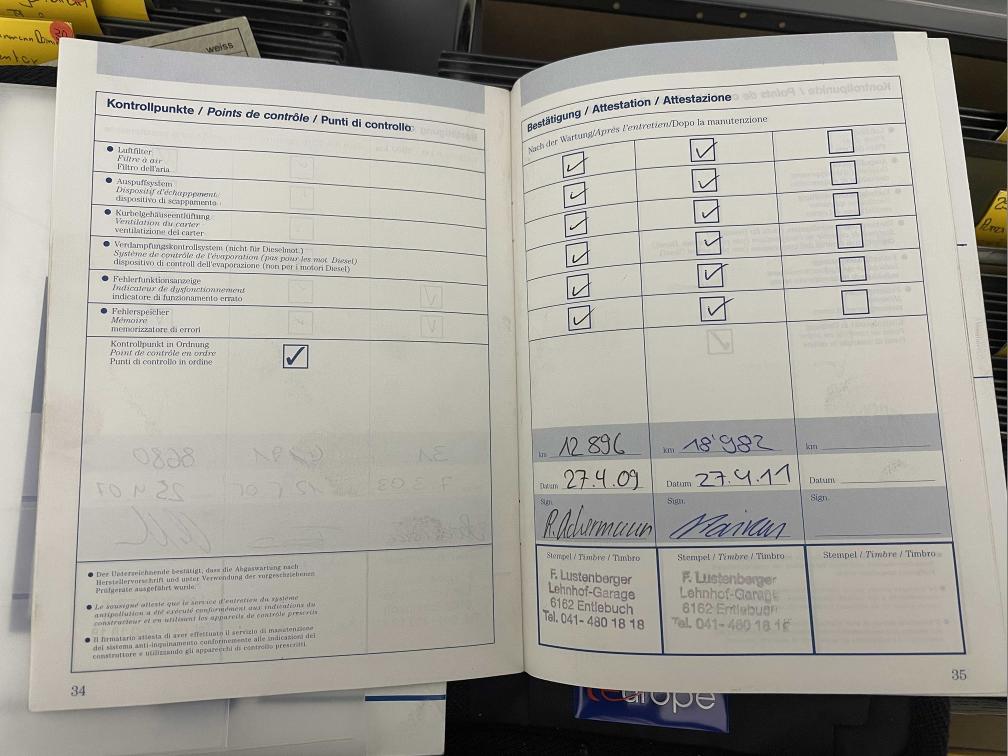 weiss
Kontrollpunkte / Points de contrôle / Punti di controllo
Luftfilter
Filtre à air
Filtro dell'aria
Auspuffsystem
Dispositif d'échappement
dispositivo di scappamento
Kurbelgehäuseentlüftung
Ventilation du carter
ventilatizione del carter
Verdampfungskontrollsystem (nicht für Dieselmot.)
Système de contrôle de l'évaporation (pas pour les mot. Diesel)
dispositivo di controll dell'evaporazione (non per i motori Diesel)
Fehlerfunktionsanzeige
Indicateur de dysfonctionnement
indicatore di funzionamento errato
Fehlerspeicher
Mémoire
memorizzatore di errori
Kontrollpunkt in Ordnung
Point de contrôle en ordre
Punti di controllo in ordine
Der Unterzeichnende bestätigt, dass die Abgaswartung nach
Herstellervorschrift und unter Verwendung der vorgeschriebenen
Prüfgeräte ausgeführt wurde.
Le sousigné atteste que le service d'entretien du système
antipollution a été exécuté conformément aux indications du
constructeur et en utilisant les appareils de contrôle prescrits
Il firmatario attesta di aver effettuato il servizio di manutenzione
del sistema anti-inquinamento conformemente alle indicazioni del
construttore e utilizzando gli apparecchi di controllo prescritti.
34
Bestätigung / Attestation / Attestazione
Nach der Wartung/Après l'entretien/Dopo la manutenzione
km 12 896 km 18'982 km
Datum 27.4.09 Datum 27.4.11 Datum
Sign. Sign. Sign.
R. Achermann
Stempel / Timbre / Timbro Stempel / Timbre / Timbro Stempel / Timbre / Timbro
F. Lustenberger
Lehnhof-Garage
6162 Entlebuch
Tel. 041- 480 18 18
F. Lustenberger
Lehnhof-Garage
6162 Entlebuch
Tel. 041- 480 18 18
35
europe